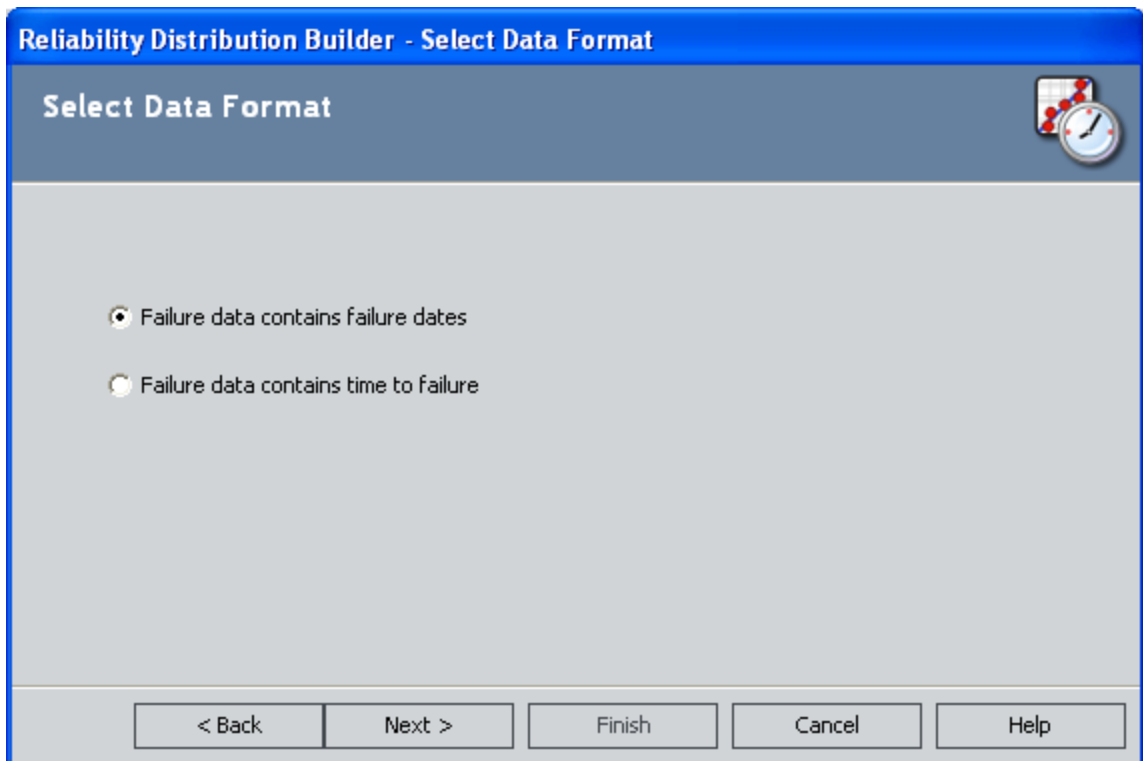 Reliability Distribution Builder - Select Data Format
Select Data Format
Failure data contains failure dates
Failure data contains time to failure
< Back Next > Finish Cancel Help